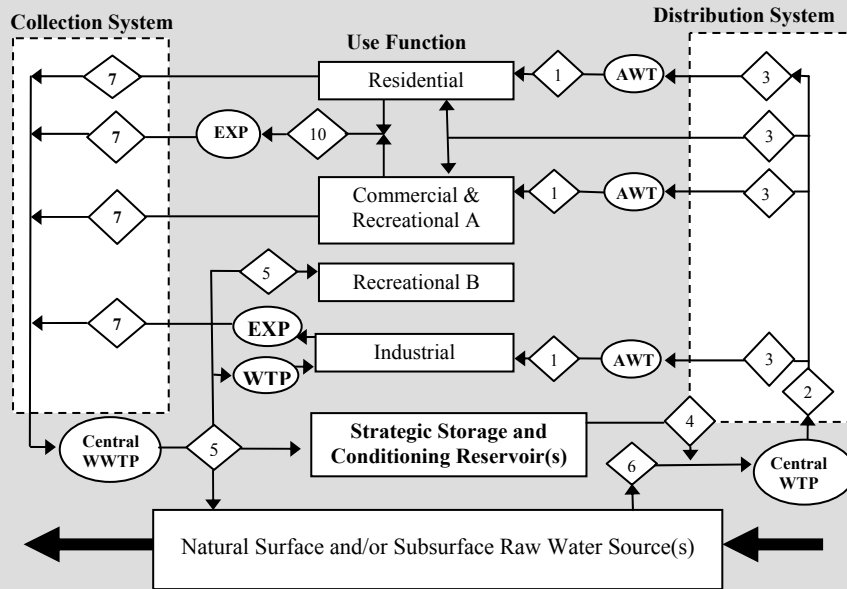 Collection System
Distribution System
Use Function
7
Residential
1
AWT
3
7
EXP
10
3
7
Commercial &
Recreational A
1
AWT
3
5
Recreational B
7
EXP
Industrial
1
AWT
3
WTP
2
Central
WWTP
5
Strategic Storage and
Conditioning Reservoir(s)
4
6
Central
WTP
Natural Surface and/or Subsurface Raw Water Source(s)